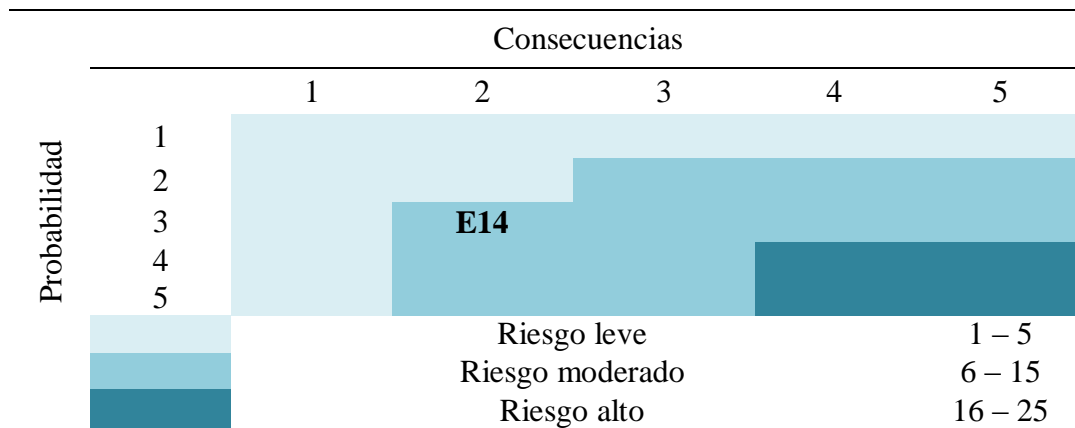 Consecuencias
1 2 3 4 5
Probabilidad
1
2
3 E14
4
5
Riesgo leve 1 – 5
Riesgo moderado 6 – 15
Riesgo alto 16 – 25